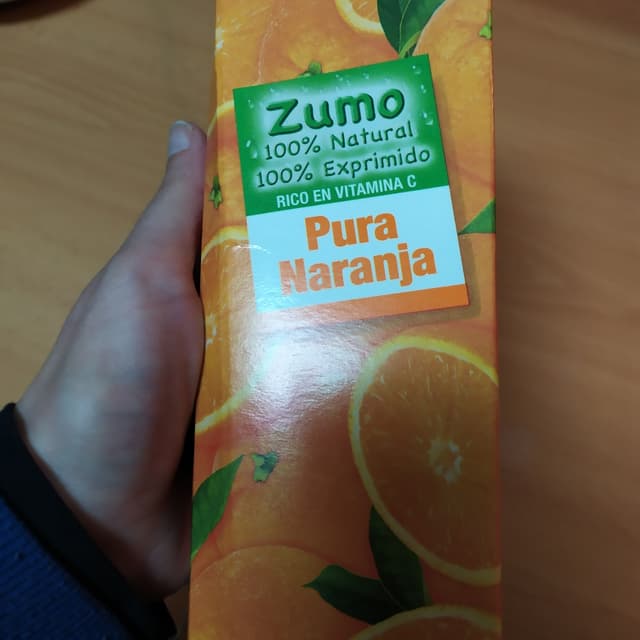 Zumo
100% Natural
100% Exprimido
RICO EN VITAMINA C
Pura
Naranja